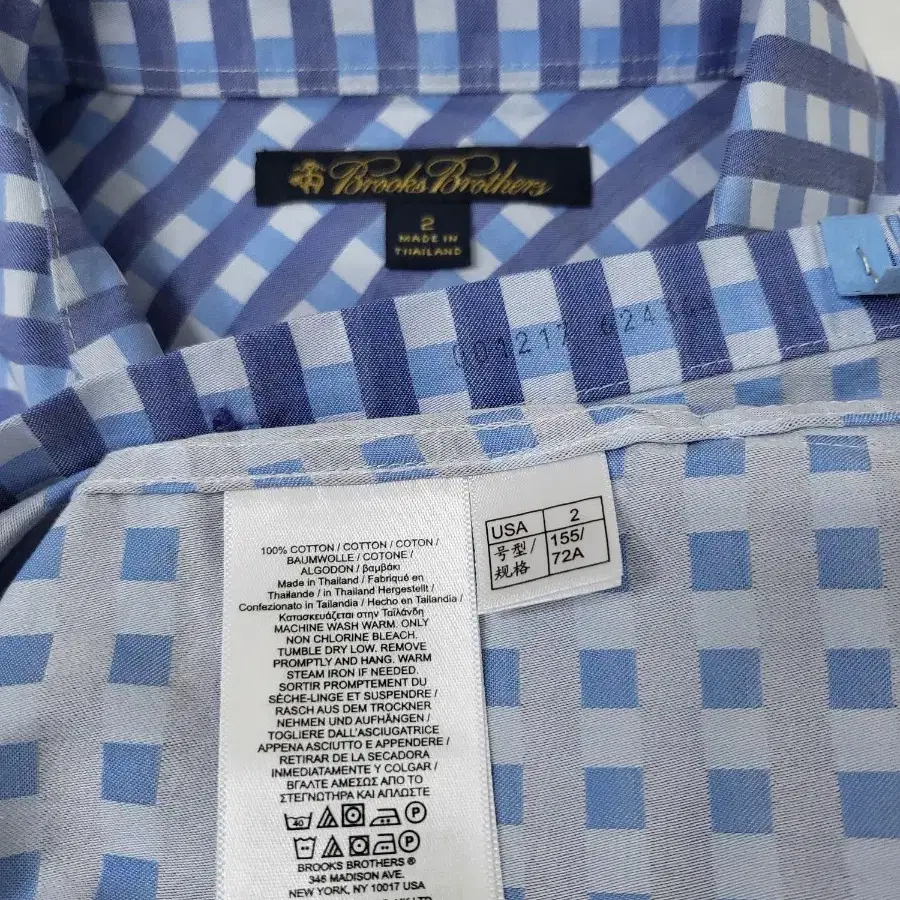 Brooks Brothers
2
MADE IN
THAILAND
001217
USA 2
号型/ 155/
规格 72A
100% COTTON / COTTON / COTON /
BAUMWOLLE / COTONE /
ALGODON / βαμβάκι
Made in Thailand / Fabriqué en
Thaïlande / in Thailand Hergestellt /
Confezionato in Tailandia / Hecho en Tailandia /
Κατασκευάζεται στην Ταϊλάνδη
MACHINE WASH WARM. ONLY
NON CHLORINE BLEACH.
TUMBLE DRY LOW. REMOVE
PROMPTLY AND HANG. WARM
STEAM IRON IF NEEDED.
SORTIR PROMPTEMENT DU
SÈCHE-LINGE ET SUSPENDRE /
RASCH AUS DEM TROCKNER
NEHMEN UND AUFHÄNGEN /
TOGLIERE DALL'ASCIUGATRICE
APPENA ASCIUTTO E APPENDERE /
RETIRAR DE LA SECADORA
INMEDIATAMENTE Y COLGAR /
ΒΓΑΛΤΕ ΑΜΕΣΩΣ ΑΠΟ ΤΟ
ΣΤΕΓΝΩΤΗΡΑ ΚΑΙ ΑΠΛΩΣΤΕ
40 P
P
BROOKS BROTHERS ®
346 MADISON AVE.
NEW YORK, NY 10017 USA